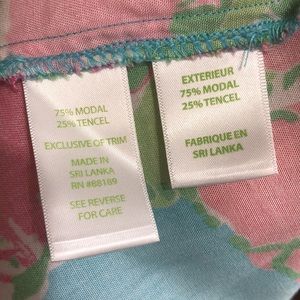 75% MODAL
25% TENCEL
EXCLUSIVE OF TRIM
MADE IN
SRI LANKA
RN #88189
SEE REVERSE
FOR CARE
EXTERIEUR
75% MODAL
25% TENCEL
FABRIQUE EN
SRI LANKA